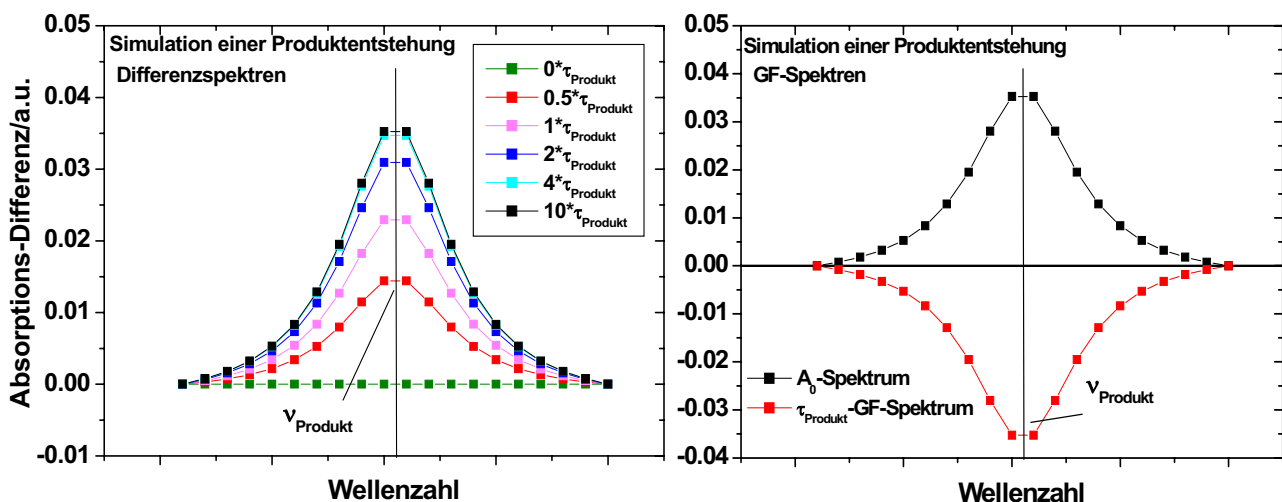 Simulation einer Produktentstehung
Differenzspektren
0*τProdukt
0.5*τProdukt
1*τProdukt
2*τProdukt
4*τProdukt
10*τProdukt
νProdukt
0.05
0.04
0.03
0.02
0.01
0.00
-0.01
Absorptions-Differenz/a.u.
Wellenzahl
Simulation einer Produktentstehung
GF-Spektren
A0-Spektrum
τProdukt-GF-Spektrum
νProdukt
0.05
0.04
0.03
0.02
0.01
0.00
-0.01
-0.02
-0.03
-0.04
Wellenzahl